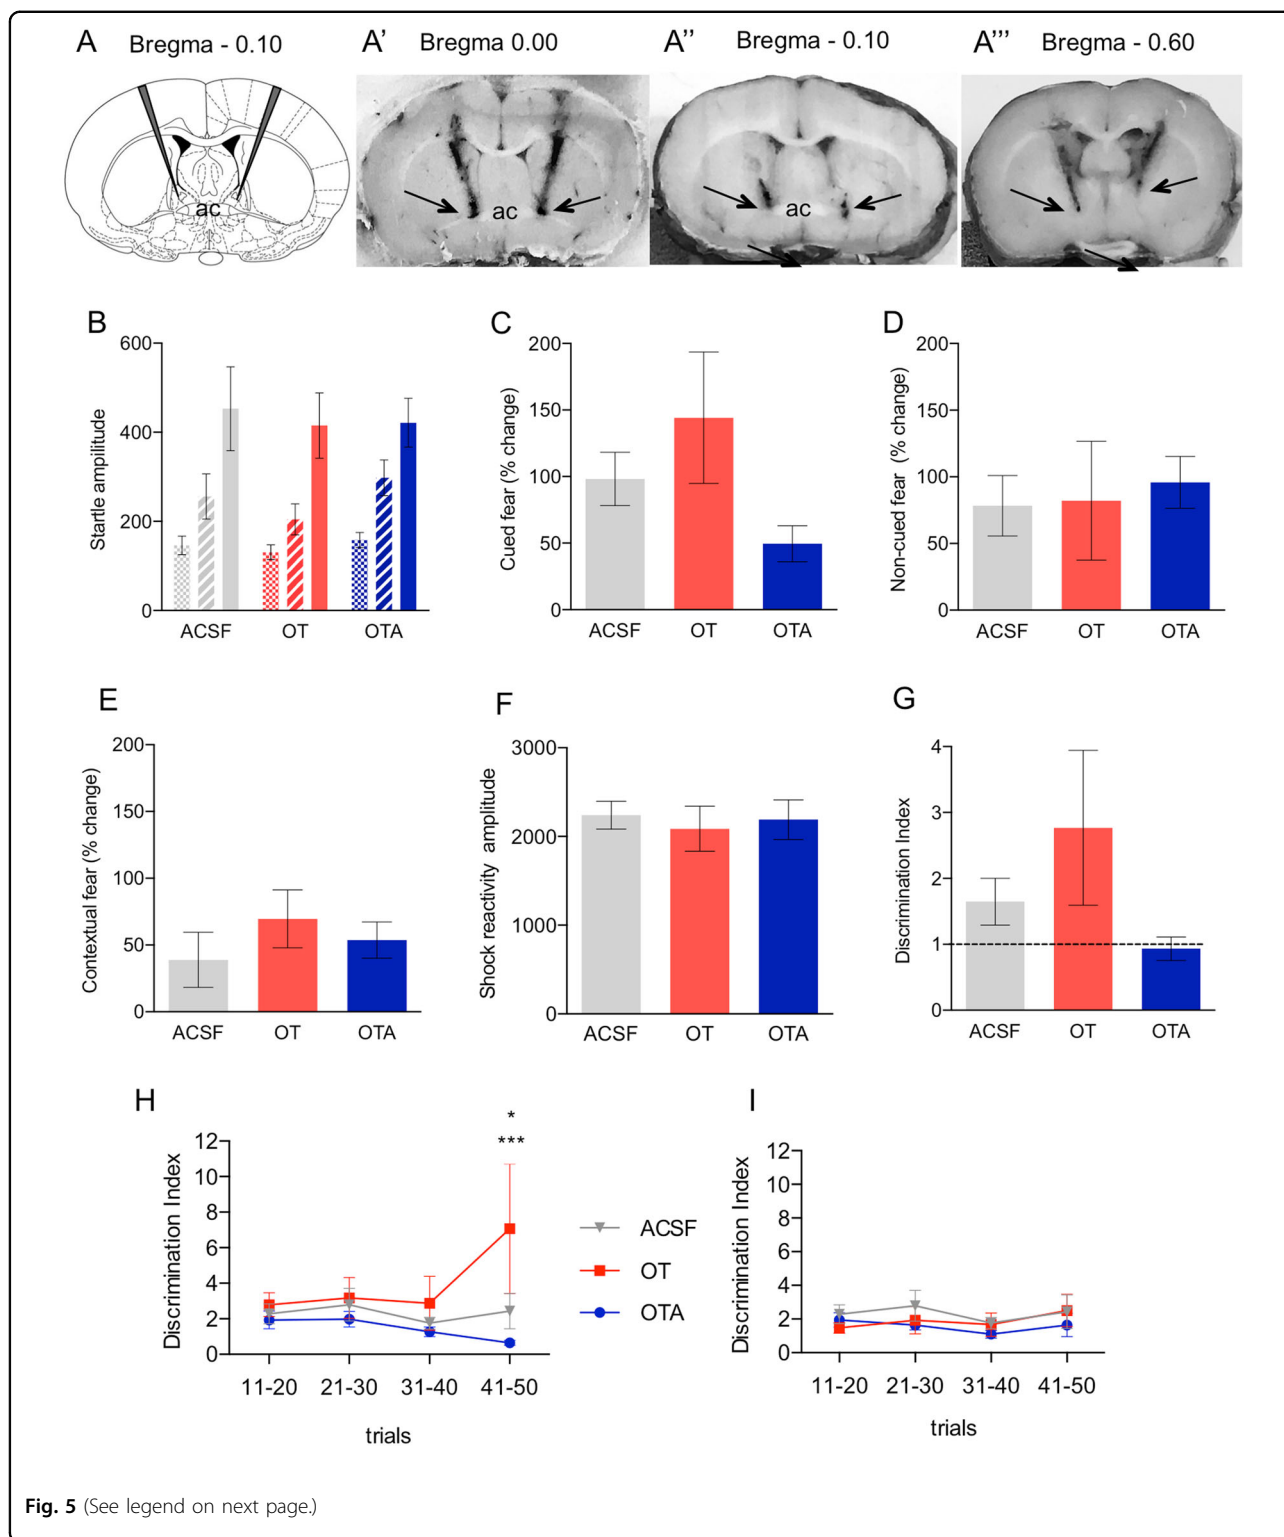 A Bregma - 0.10
A' Bregma 0.00
A'' Bregma - 0.10
A''' Bregma - 0.60
ac
ac
ac
B
Startle ampilitude
600
400
200
0
ACSF OT OTA
C
Cued fear (% change)
200
150
100
50
0
ACSF OT OTA
D
Non-cued fear (% change)
200
150
100
50
0
ACSF OT OTA
E
Contextual fear (% change)
200
150
100
50
0
ACSF OT OTA
F
Shock reactivity amplitude
3000
2000
1000
0
ACSF OT OTA
G
Discrimination Index
4
3
2
1
0
ACSF OT OTA
H
*
***
Discrimination Index
12
10
8
6
4
2
0
11-20 21-30 31-40 41-50
trials
ACSF
OT
OTA
I
Discrimination Index
12
10
8
6
4
2
0
11-20 21-30 31-40 41-50
trials
Fig. 5 (See legend on next page.)